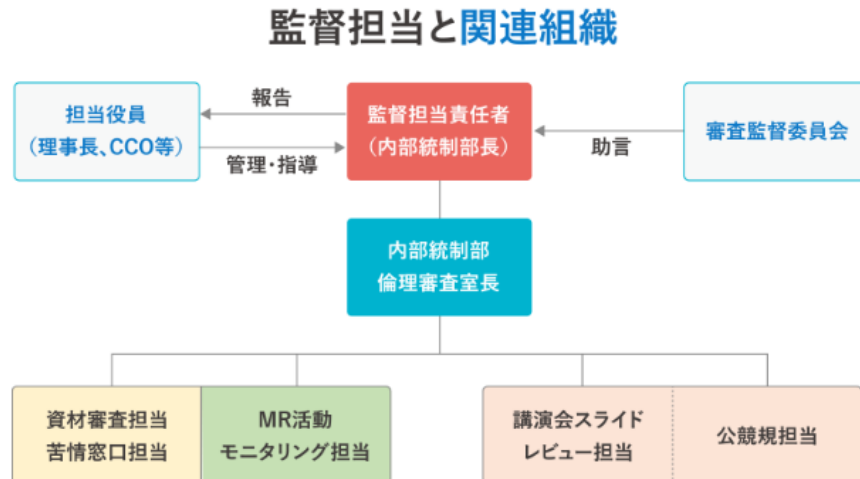 監督担当と関連組織
担当役員
(理事長、CCO等)
報告
管理・指導
監督担当責任者
(内部統制部長)
助言
審査監督委員会
内部統制部
倫理審査室長
資材審査担当
苦情窓口担当
MR活動
モニタリング担当
講演会スライド
レビュー担当
公競規担当